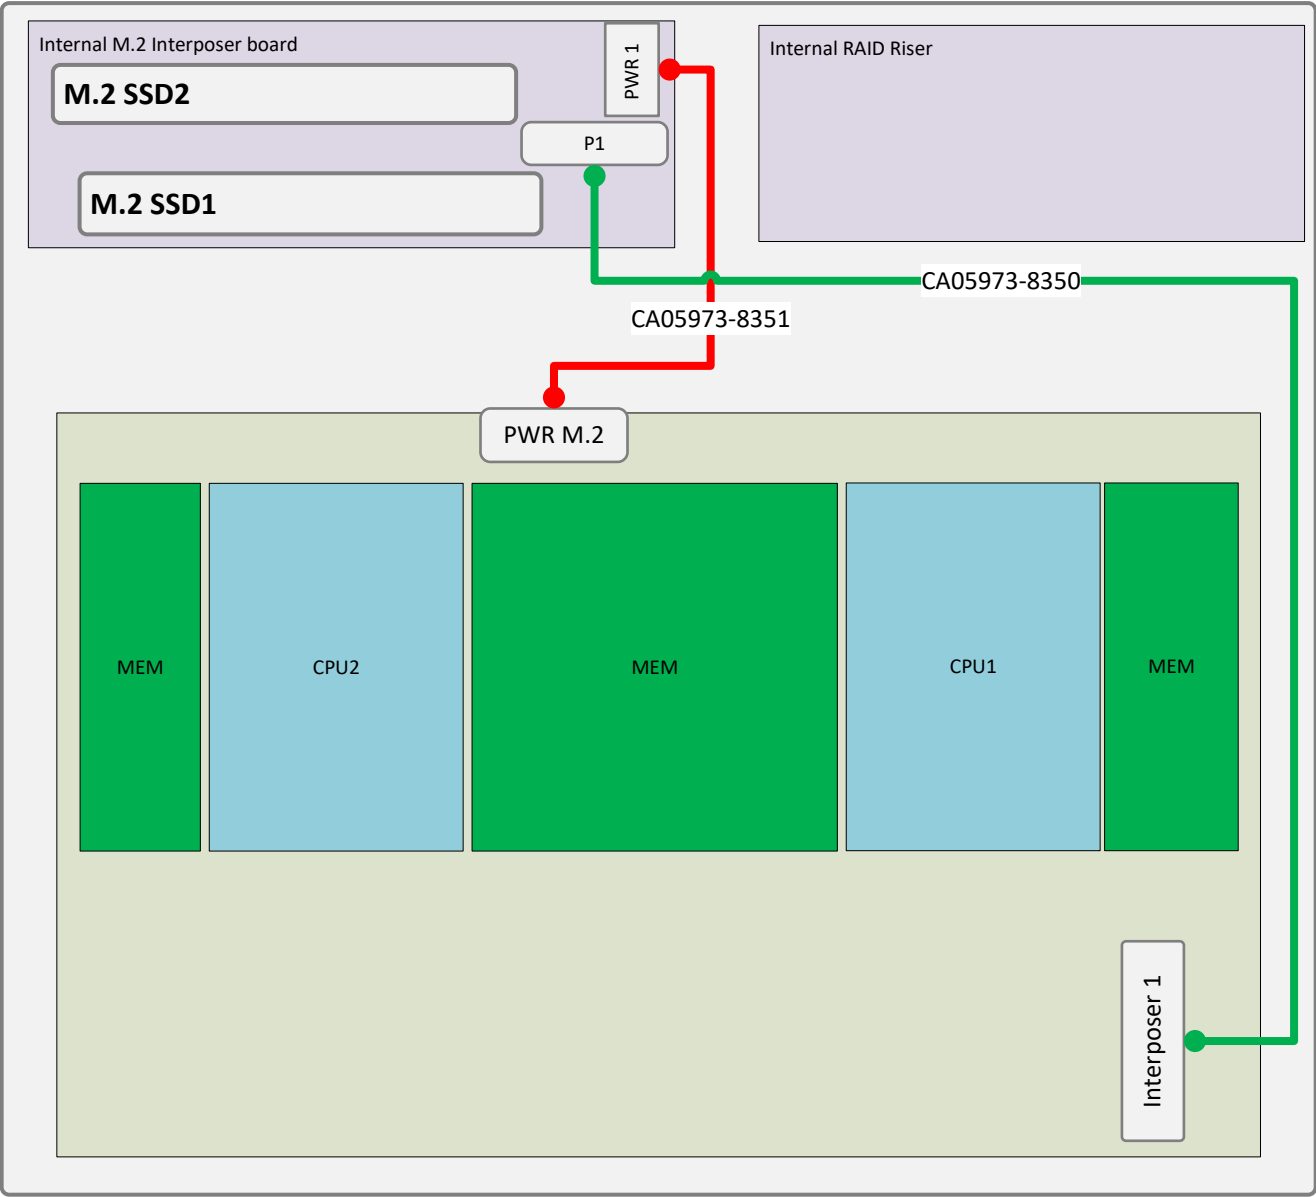 Internal M.2 Interposer board
PWR 1
Internal RAID Riser
M.2 SSD2
P1
M.2 SSD1
CA05973-8350
CA05973-8351
PWR M.2
MEM
CPU2
MEM
CPU1
MEM
Interposer 1